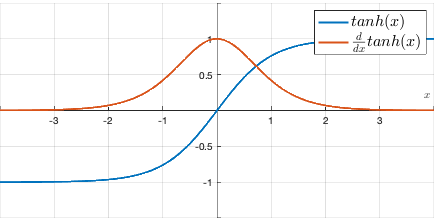 tanh(x)
d/dx tanh(x)
1
0.5
x
-3 -2 -1 0 1 2 3
-0.5
-1